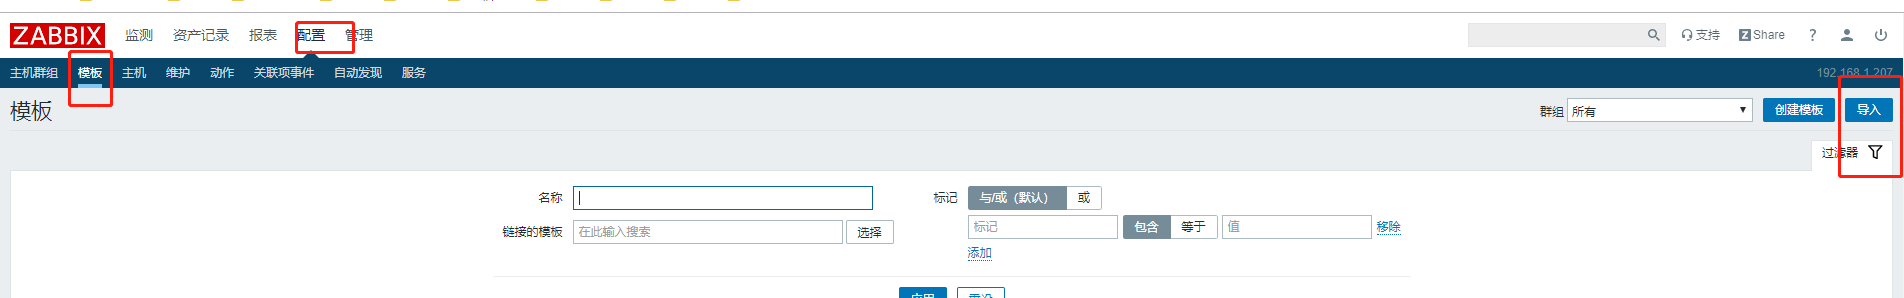 ZABBIX 监测 资产记录 报表 配置 管理 支持 Z Share ?
主机群组 模板 主机 维护 动作 关联项事件 自动发现 服务 192.168.1.207
模板 群组 所有 创建模板 导入
过滤器
名称 标记 与/或（默认） 或
链接的模板 在此输入搜索 选择 标记 包含 等于 值 移除
添加
应用 重设